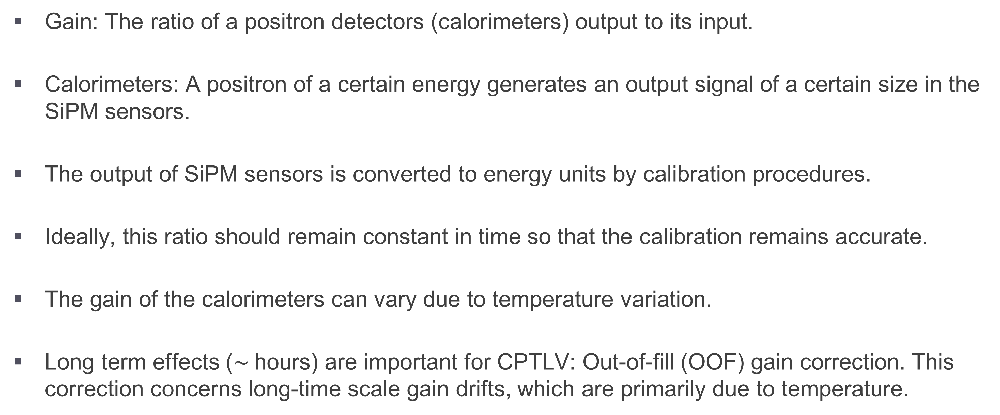 ▪ Gain: The ratio of a positron detectors (calorimeters) output to its input.
▪ Calorimeters: A positron of a certain energy generates an output signal of a certain size in the
SiPM sensors.
▪ The output of SiPM sensors is converted to energy units by calibration procedures.
▪ Ideally, this ratio should remain constant in time so that the calibration remains accurate.
▪ The gain of the calorimeters can vary due to temperature variation.
▪ Long term effects (~ hours) are important for CPTLV: Out-of-fill (OOF) gain correction. This
correction concerns long-time scale gain drifts, which are primarily due to temperature.